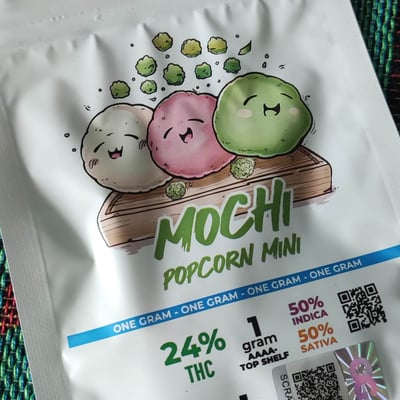 MOCHI
POPCORN MINI
ONE GRAM - ONE GRAM - ONE GRAM - ONE GRAM
24%
THC
1
gram
AAAA+
TOP SHELF
50%
INDICA
50%
SATIVA